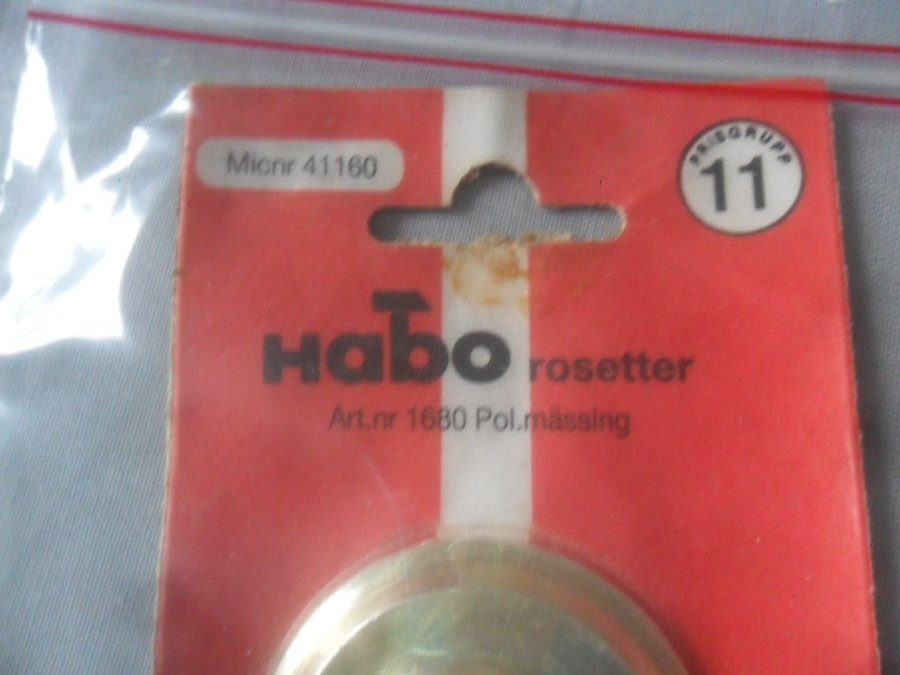 Micnr 41160
PRISGRUPP
11
Habo rosetter
Art.nr 1680 Pol.mässing